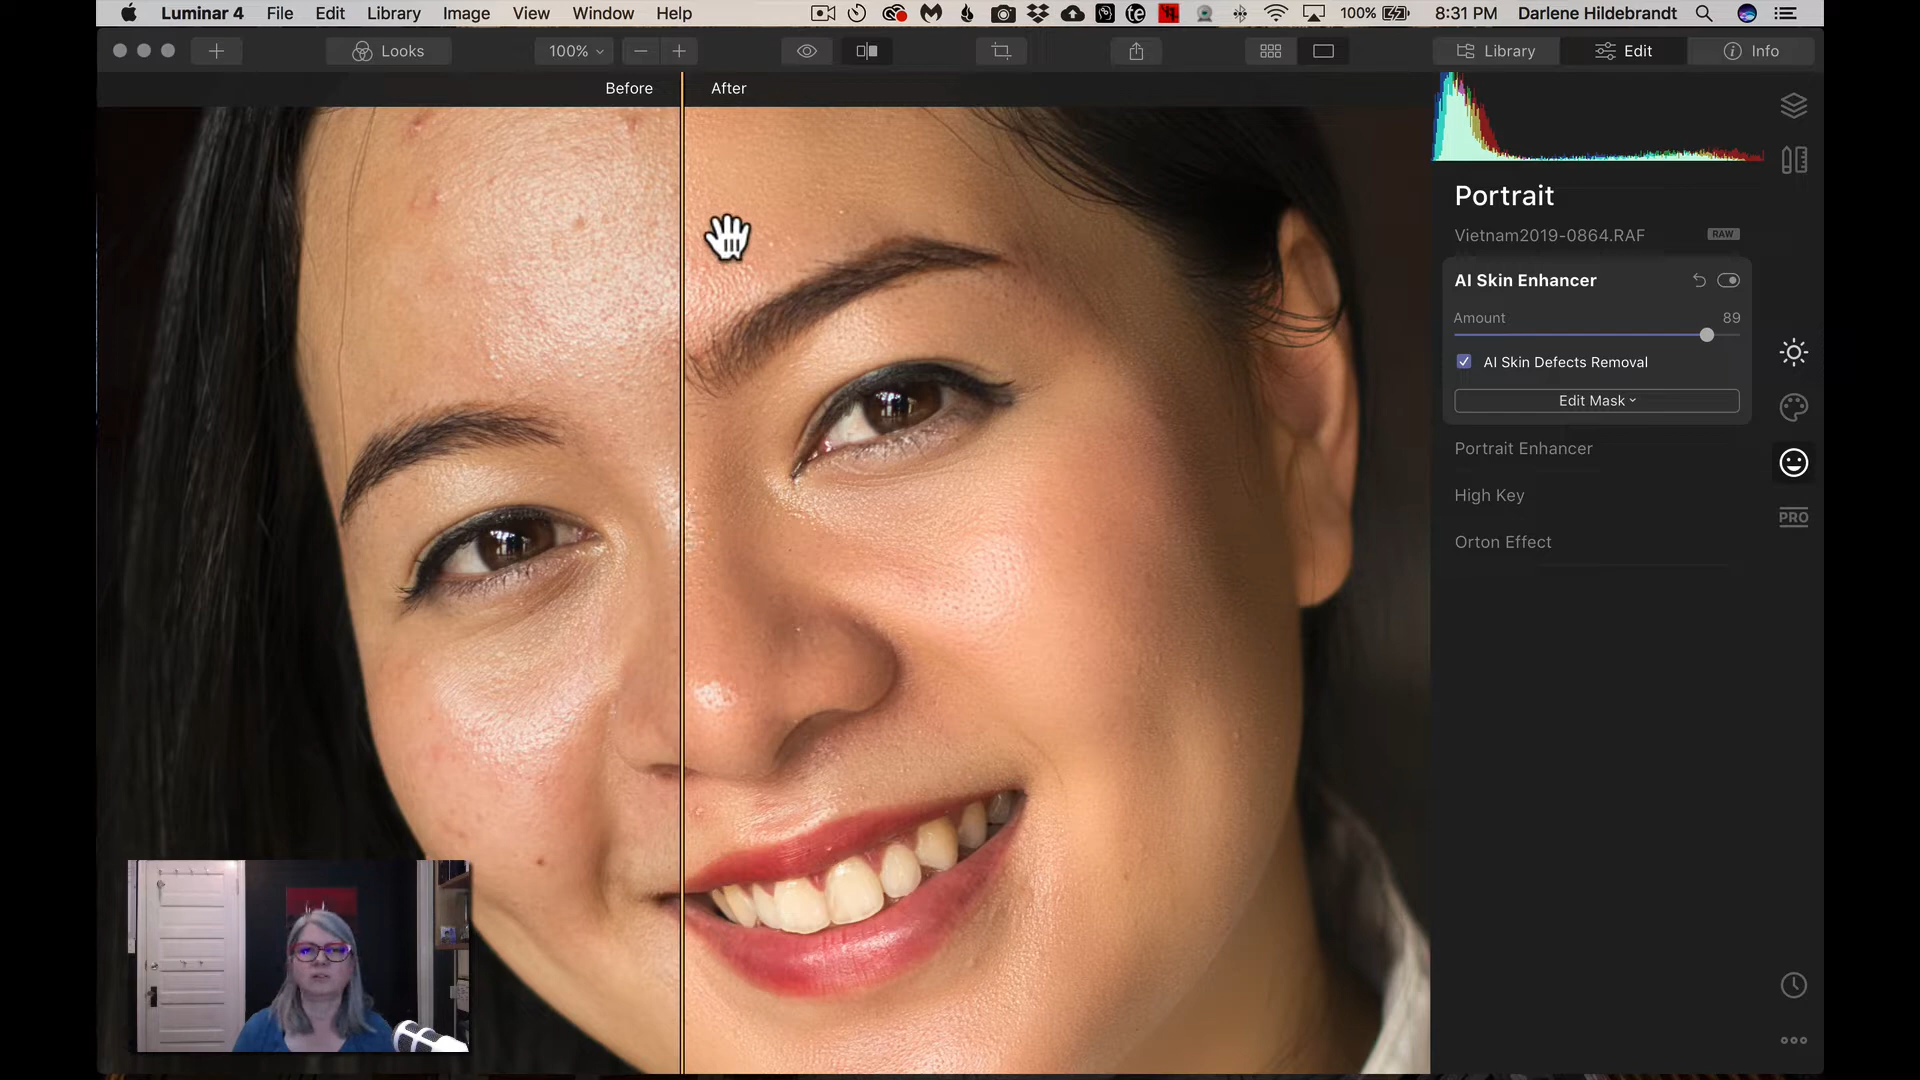 Luminar 4 File Edit Library Image View Window Help 100% 8:31 PM Darlene Hildebrandt
Looks 100% Library Edit Info
Before After
Portrait
Vietnam2019-0864.RAF RAW
AI Skin Enhancer
Amount 89
AI Skin Defects Removal
Edit Mask
Portrait Enhancer
High Key
PRO
Orton Effect